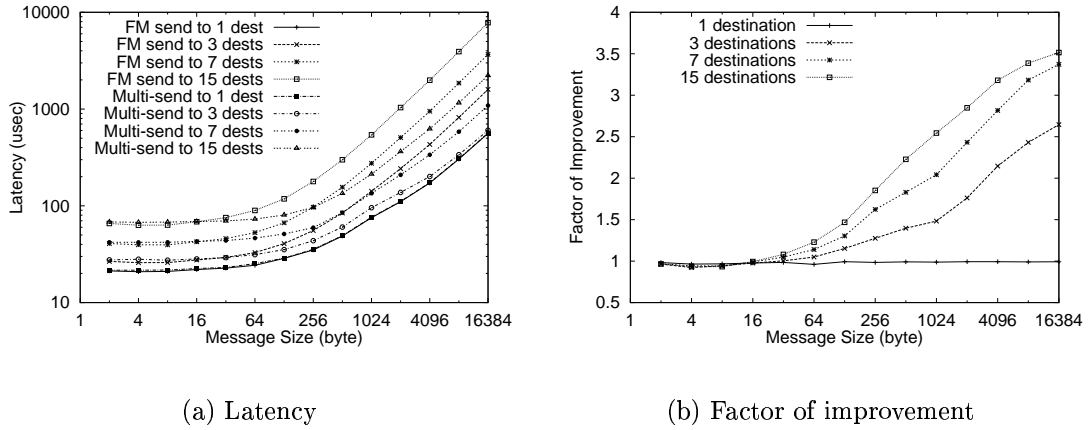 10000
1000
100
10
Latency (usec)
FM send to 1 dest
FM send to 3 dests
FM send to 7 dests
FM send to 15 dests
Multi-send to 1 dest
Multi-send to 3 dests
Multi-send to 7 dests
Multi-send to 15 dests
1 4 16 64 256 1024 4096 16384
Message Size (byte)
(a) Latency
4
3.5
3
2.5
2
1.5
1
0.5
Factor of Improvement
1 destination
3 destinations
7 destinations
15 destinations
1 4 16 64 256 1024 4096 16384
Message Size (byte)
(b) Factor of improvement